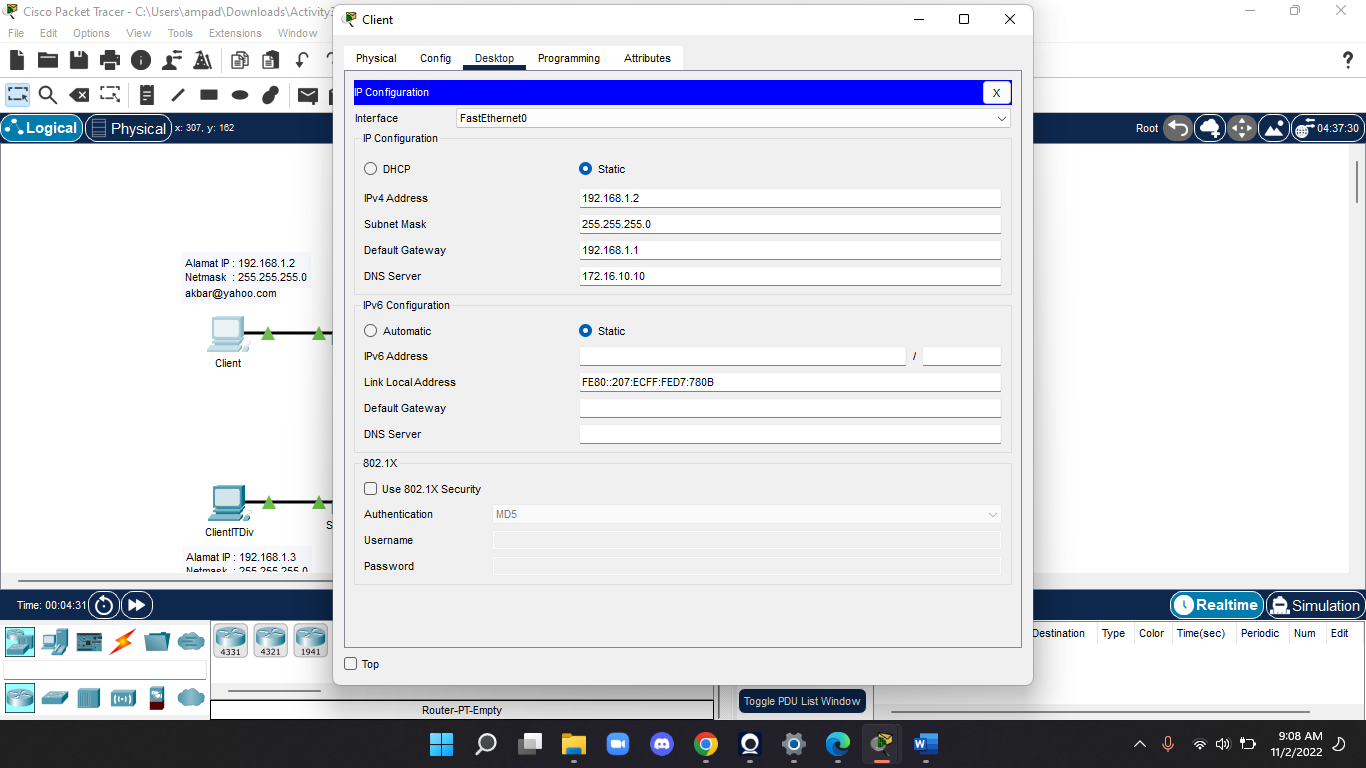 Cisco Packet Tracer - C:\Users\ampad\Downloads\Activity3
File Edit Options View Tools Extensions Window
Logical Physical x: 307, y: 162
Root 04:37:30
Alamat IP : 192.168.1.2
Netmask : 255.255.255.0
akbar@yahoo.com
Client
ClientITDiv
S
Alamat IP : 192.168.1.3
Netmask : 255.255.255.0
Client
Physical Config Desktop Programming Attributes
IP Configuration X
Interface FastEthernet0
IP Configuration
DHCP Static
IPv4 Address 192.168.1.2
Subnet Mask 255.255.255.0
Default Gateway 192.168.1.1
DNS Server 172.16.10.10
IPv6 Configuration
Automatic Static
IPv6 Address /
Link Local Address FE80::207:ECFF:FED7:780B
Default Gateway
DNS Server
802.1X
Use 802.1X Security
Authentication MD5
Username
Password
Top
Time: 00:04:31
Realtime Simulation
4331 4321 1941
Router-PT-Empty
Toggle PDU List Window
Destination Type Color Time(sec) Periodic Num Edit
9:08 AM
11/2/2022